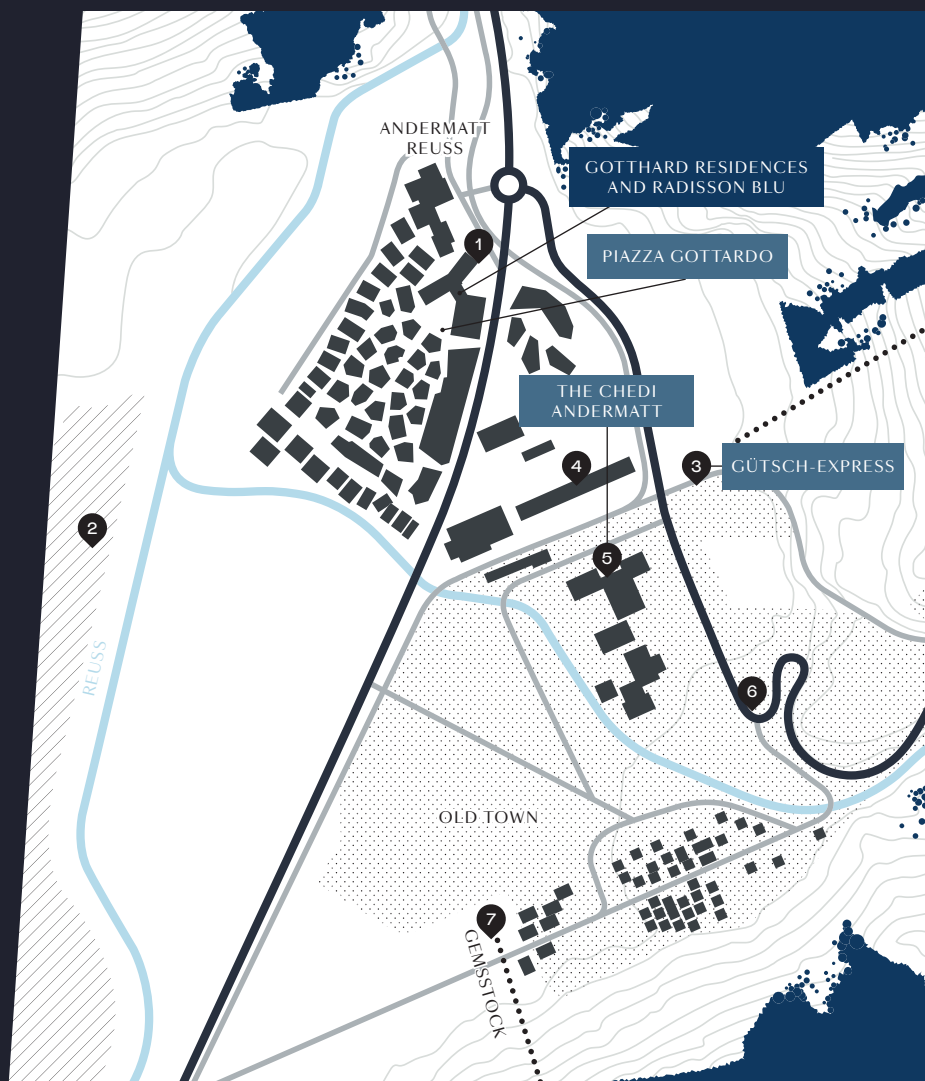 ANDERMATT
REUSS
GOTTHARD RESIDENCES
AND RADISSON BLU
1
PIAZZA GOTTARDO
THE CHEDI
ANDERMATT
4
3
GÜTSCH-EXPRESS
2
5
REUSS
6
OLD TOWN
7
GEMSSTOCK